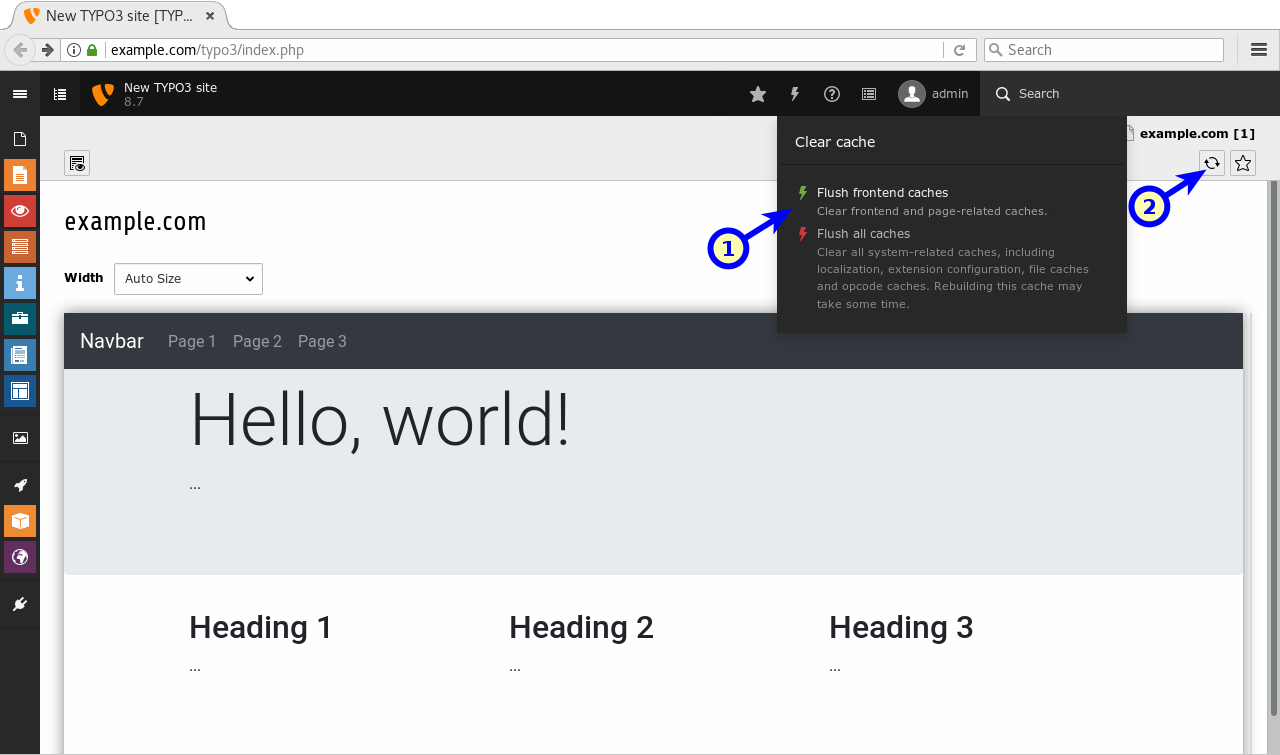 New TYPO3 site [TYP...
example.com/typo3/index.php
Search
New TYPO3 site
8.7
admin
Search
example.com [1]
Clear cache
Flush frontend caches
Clear frontend and page-related caches.
Flush all caches
Clear all system-related caches, including
localization, extension configuration, file caches
and opcode caches. Rebuilding this cache may
take some time.
1
2
example.com
Width
Auto Size
Navbar
Page 1
Page 2
Page 3
Hello, world!
...
Heading 1
Heading 2
Heading 3
...
...
...